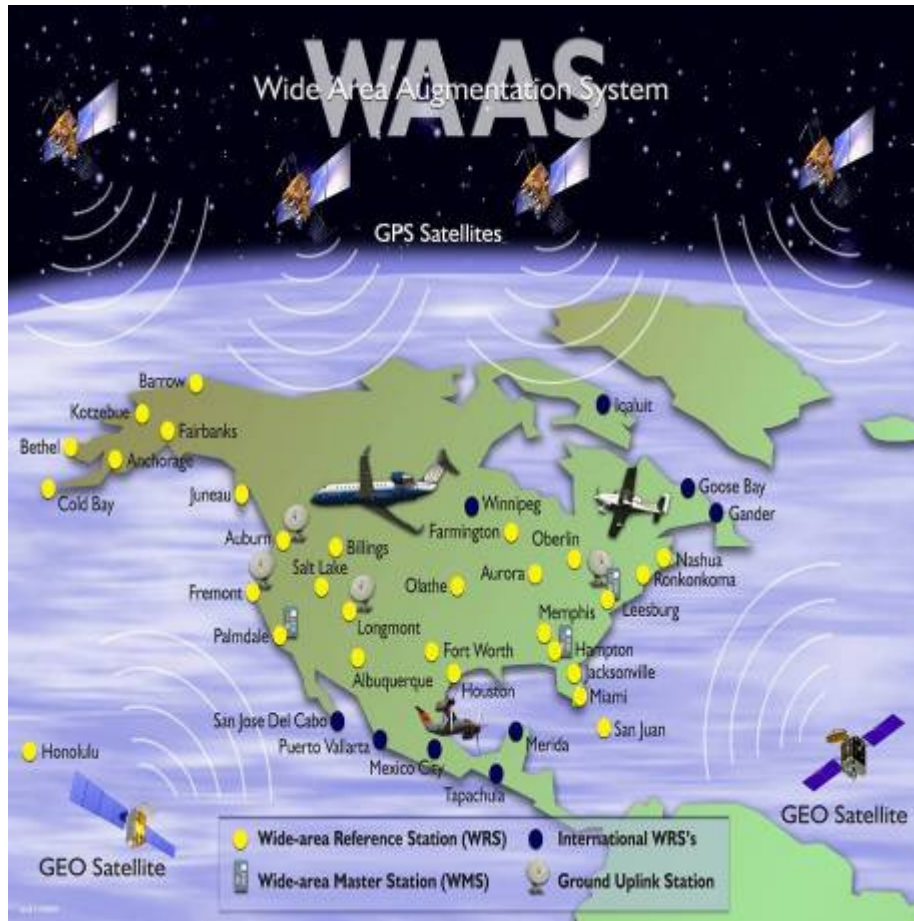 WAAS
Wide Area Augmentation System
GPS Satellites
Barrow
Kotzebue
Fairbanks
Bethel
Anchorage
Cold Bay
Juneau
Iqaluit
Goose Bay
Gander
Winnipeg
Farmington
Auburn
Billings
Oberlin
Nashua
Salt Lake
Aurora
Ronkonkoma
Fremont
Olathe
Leesburg
Longmont
Memphis
Palmdale
Fort Worth
Hampton
Albuquerque
Jacksonville
Houston
Miami
San Jose Del Cabo
San Juan
Puerto Vallarta
Merida
Honolulu
Mexico City
Tapachula
GEO Satellite
GEO Satellite
Wide-area Reference Station (WRS)
International WRS's
Wide-area Master Station (WMS)
Ground Uplink Station